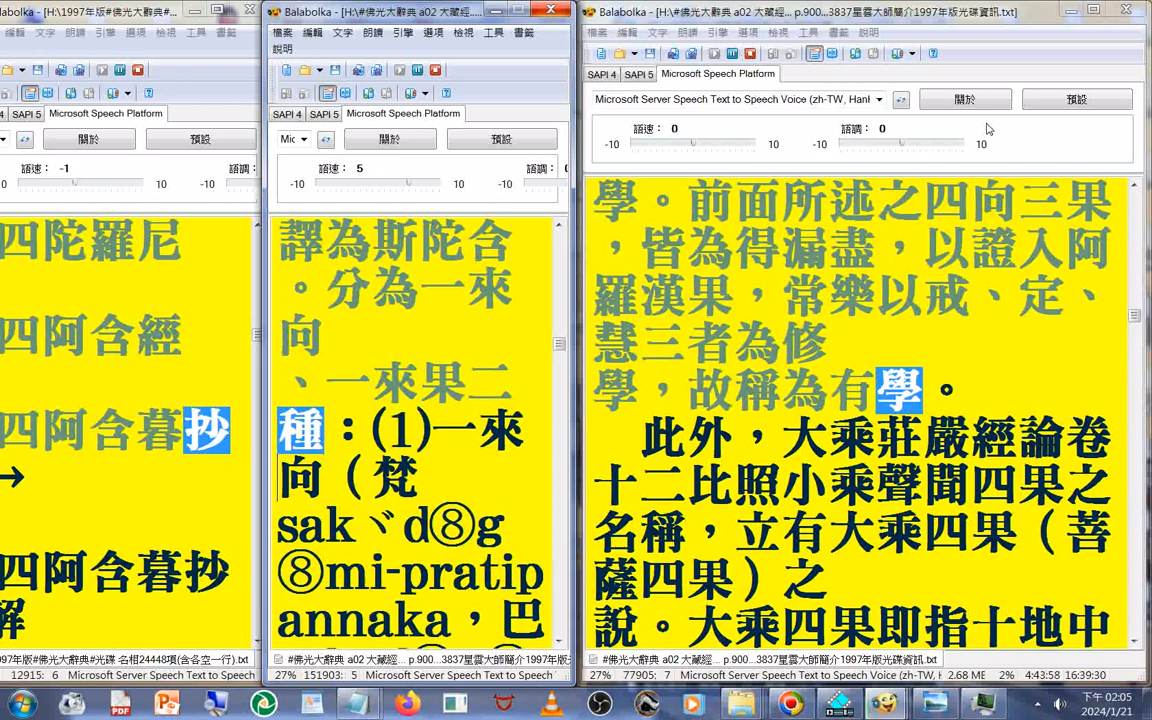 Balabolka - [H:\1997年版#佛光大辭典#...
文字 朗讀 引擎 選項 檢視 工具 書籤
SAPI 5 Microsoft Speech Platform
關於 預設
語速： -1 語調：
10 -10
四陀羅尼
四阿含經
四阿含暮抄
→
四阿含暮抄
解
997年版#佛光大辭典#光碟 名相24448項(含各空一行).txt
12915: 6 Microsoft Server Speech Text to Speech
Balabolka - [H:\#佛光大辭典 a02 大藏經.....
檔案 編輯 文字 朗讀 引擎 選項 檢視 工具 書籤
說明
SAPI 4 SAPI 5 Microsoft Speech Platform
Mic 關於 預設
語速： 5 語調：
-10 10 -10
譯為斯陀含
。分為一來
向
、一來果二
種：(1)一來
向（梵
sakヾd⑧g
⑧mi-pratip
annaka，巴
#佛光大辭典 a02 大藏經... p.900...3837星雲大師簡介1997年版
27% 151903: 5 Microsoft Server Speech Text to Speech
Balabolka - [H:\#佛光大辭典 a02 大藏經... p.900...3837星雲大師簡介1997年版光碟資訊.txt]
檔案 編輯 文字 朗讀 引擎 選項 檢視 工具 書籤 說明
SAPI 4 SAPI 5 Microsoft Speech Platform
Microsoft Server Speech Text to Speech Voice (zh-TW, Hanl 關於 預設
語速： 0 語調： 0
-10 10 -10 10
學。前面所述之四向三果
，皆為得漏盡，以證入阿
羅漢果，常樂以戒、定、
慧三者為修
學，故稱為有學。
此外，大乘莊嚴經論卷
十二比照小乘聲聞四果之
名稱，立有大乘四果（菩
薩四果）之
說。大乘四果即指十地中
#佛光大辭典 a02 大藏經... p.900...3837星雲大師簡介1997年版光碟資訊.txt
27% 77905: 7 Microsoft Server Speech Text to Speech Voice (zh-TW, H 2.68 ME 2% 4:43:58 16:39:30
下午 02:05
2024/1/21